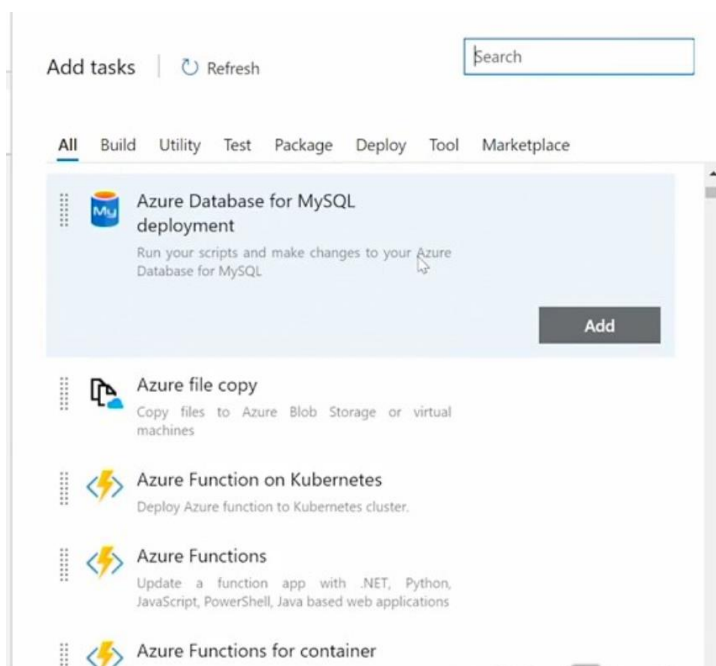 Add tasks
Refresh
Search
All Build Utility Test Package Deploy Tool Marketplace
My
Azure Database for MySQL
deployment
Run your scripts and make changes to your Azure
Database for MySQL
Add
Azure file copy
Copy files to Azure Blob Storage or virtual
machines
Azure Function on Kubernetes
Deploy Azure function to Kubernetes cluster.
Azure Functions
Update a function app with .NET, Python,
JavaScript, PowerShell, Java based web applications
Azure Functions for container